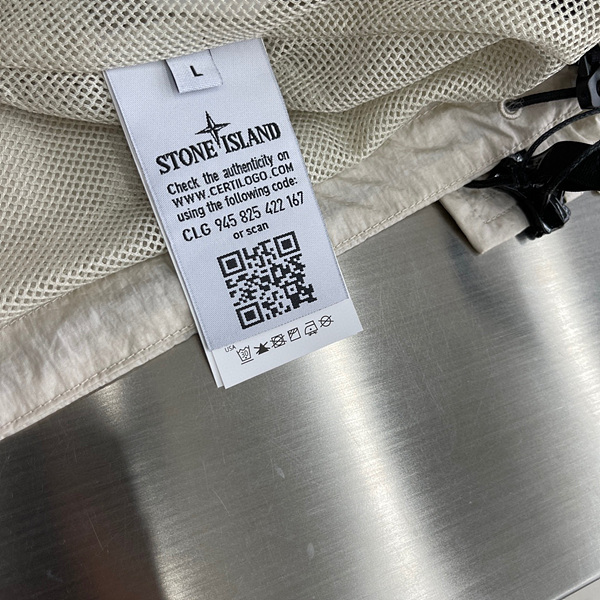 L
STONE ISLAND
Check the authenticity on
WWW.CERTILOGO.COM
using the following code:
CLG 945 825 422 167
or scan
USA
30